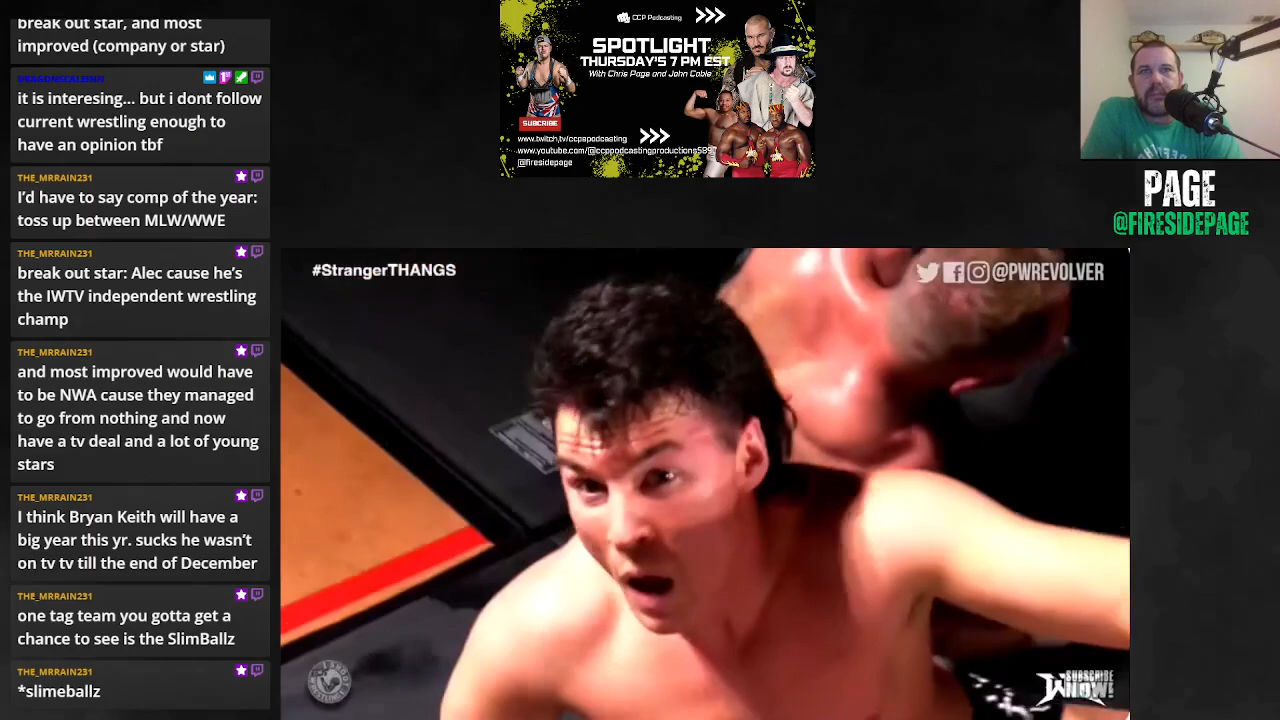 break out star, and most
improved (company or star)
it is interesing... but i dont follow
current wrestling enough to
have an opinion tbf
THE_MRRAIN231
I'd have to say comp of the year:
toss up between MLW/WWE
THE_MRRAIN231
break out star: Alec cause he's
the IWTV independent wrestling
champ
THE_MRRAIN231
and most improved would have
to be NWA cause they managed
to go from nothing and now
have a tv deal and a lot of young
stars
THE_MRRAIN231
I think Bryan Keith will have a
big year this yr. sucks he wasn't
on tv tv till the end of December
THE_MRRAIN231
one tag team you gotta get a
chance to see is the SlimBallz
THE_MRRAIN231
*slimeballz
CCP Podcasting
SPOTLIGHT
THURSDAY'S 7 PM EST
With Chris Page and John Coble
SUBCRIBE
www.twitch.tv/ccpspodcasting
@firesidepage
PAGE
@FIRESIDEPAGE
#StrangerTHANGS
@PWREVOLVER
SUBSCRIBE
NOW!